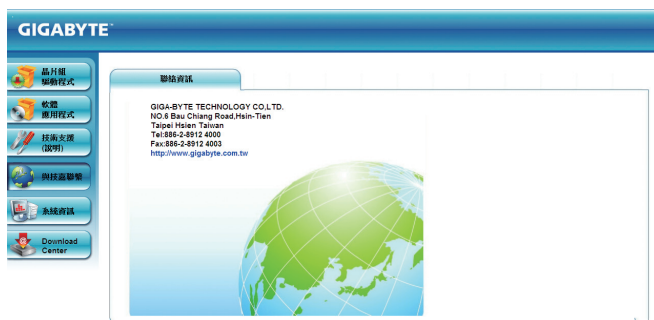 GIGABYTE™
晶片組
驅動程式
軟體
應用程式
技術支援
(說明)
與技嘉聯繫
系統資訊
Download
Center
聯絡資訊
GIGA-BYTE TECHNOLOGY CO,LTD.
NO.6 Bau Chiang Road,Hsin-Tien
Taipei Hsien Taiwan
Tel:886-2-8912 4000
Fax:886-2-8912 4003
http://www.gigabyte.com.tw